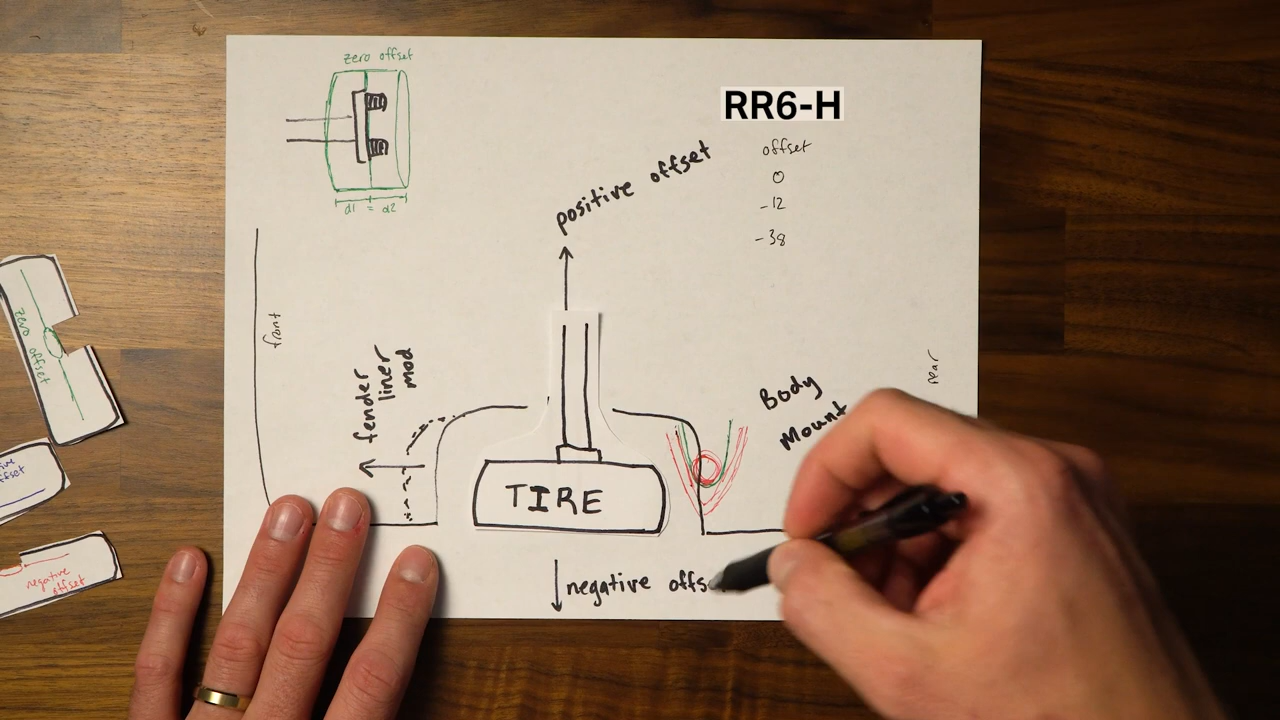 zero offset
d1 = d2
RR6-H
offset
0
-12
-38
positive offset
front
fender
liner
mod
TIRE
Body
Mount
rear
negative offs
zero offset
offset
negative
offset